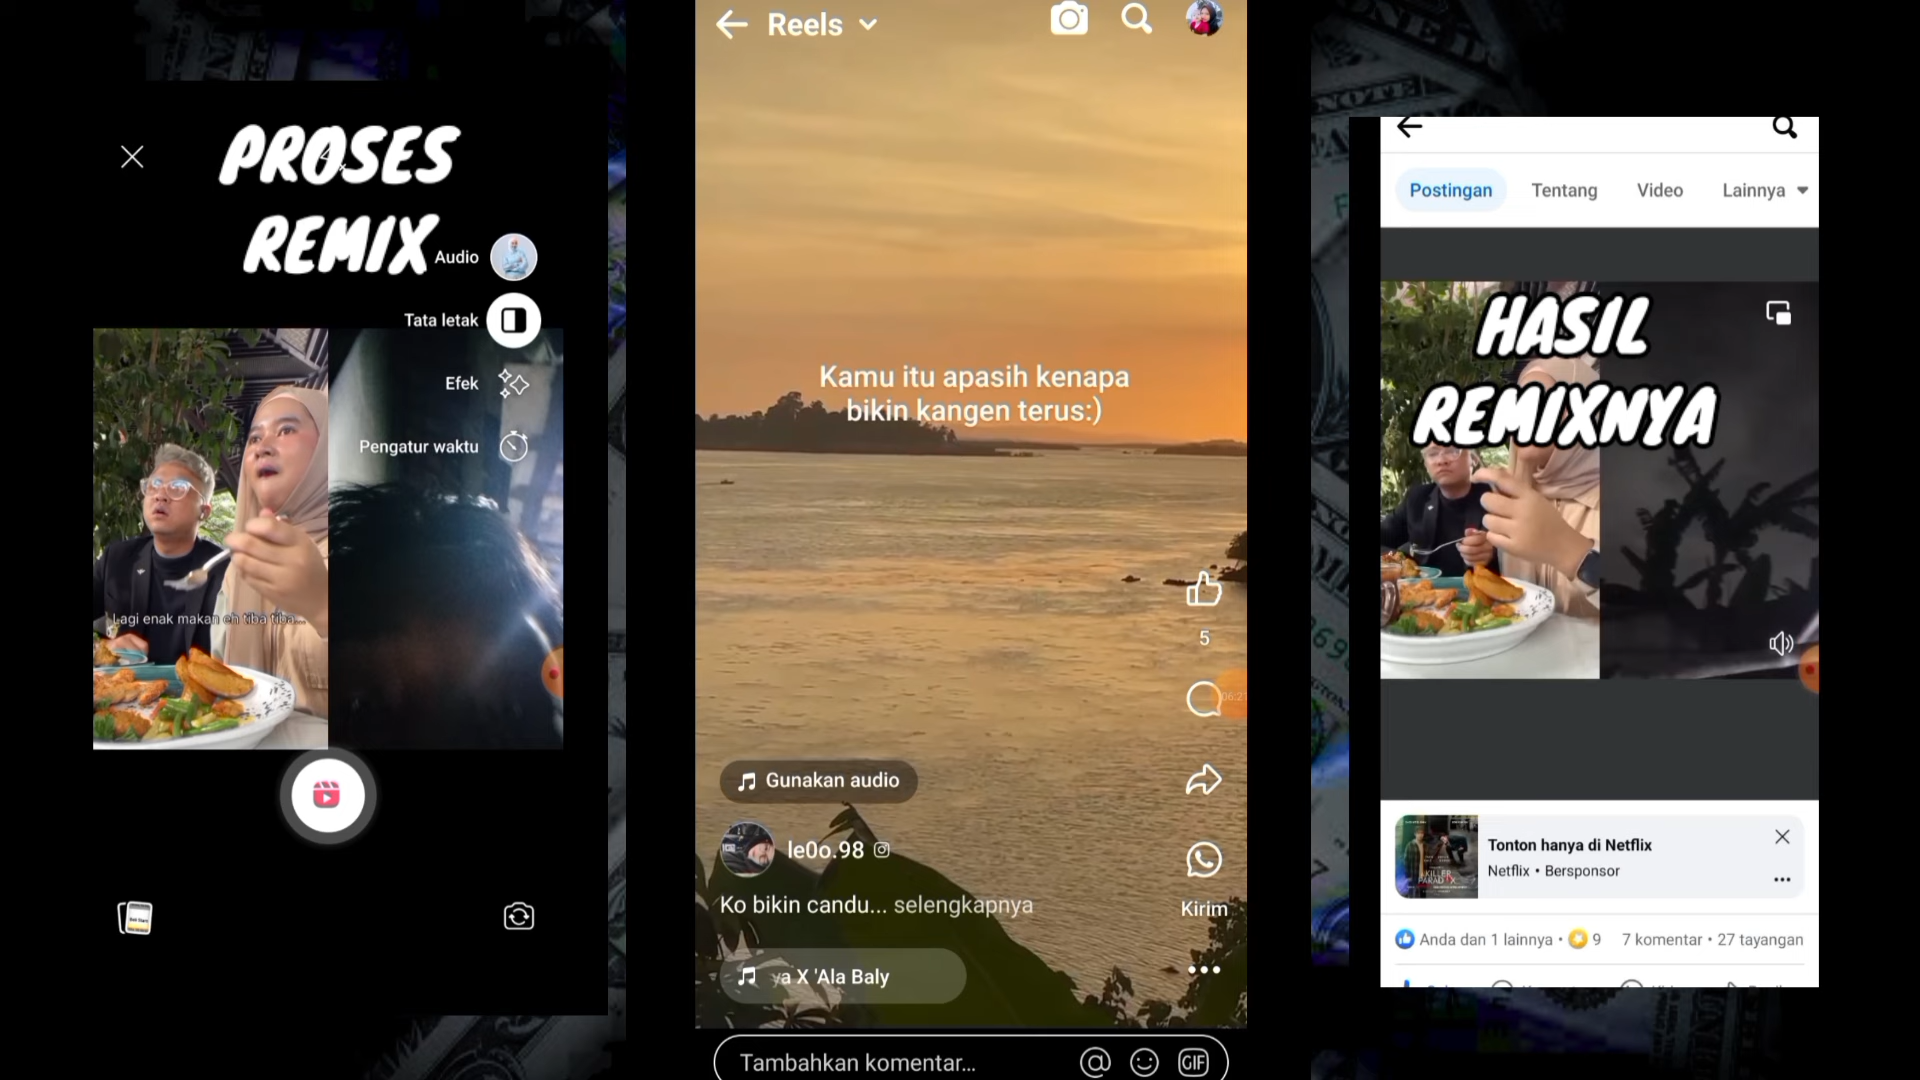 PROSES
REMIX
Audio
Tata letak
Efek
Pengatur waktu
Lagi enak makan eh tiba tiba...
Reels
Kamu itu apasih kenapa
bikin kangen terus:)
5
06:21
Gunakan audio
le0o.98
Ko bikin candu... selengkapnya
Kirim
ya X 'Ala Baly
Tambahkan komentar...
GIF
Postingan
Tentang
Video
Lainnya
HASIL
REMIXNYA
Tonton hanya di Netflix
Netflix • Bersponsor
Anda dan 1 lainnya • 9
7 komentar • 27 tayangan